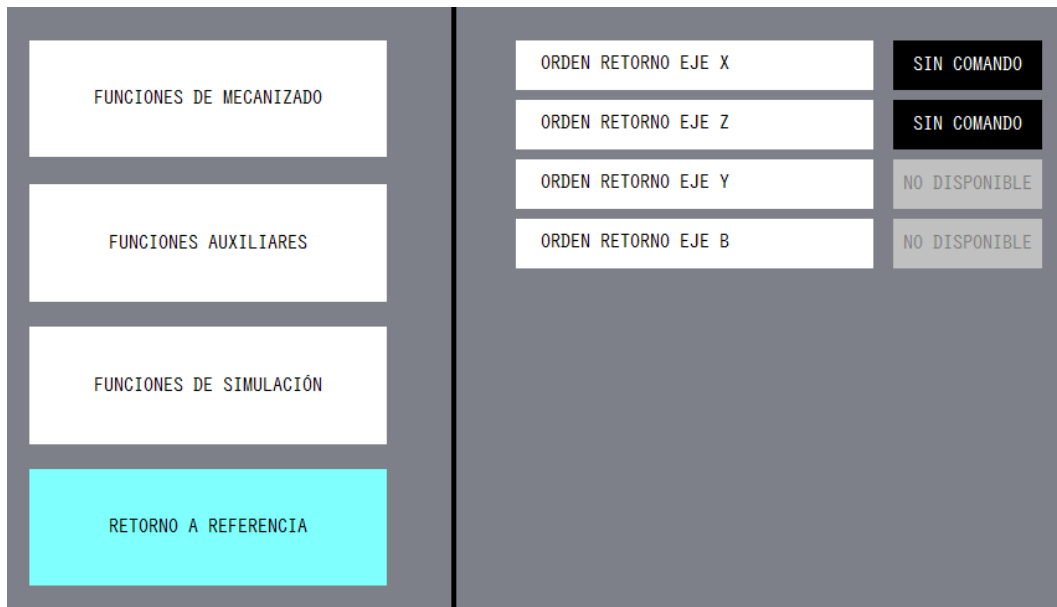 FUNCIONES DE MECANIZADO
FUNCIONES AUXILIARES
FUNCIONES DE SIMULACIÓN
RETORNO A REFERENCIA
ORDEN RETORNO EJE X SIN COMANDO
ORDEN RETORNO EJE Z SIN COMANDO
ORDEN RETORNO EJE Y NO DISPONIBLE
ORDEN RETORNO EJE B NO DISPONIBLE